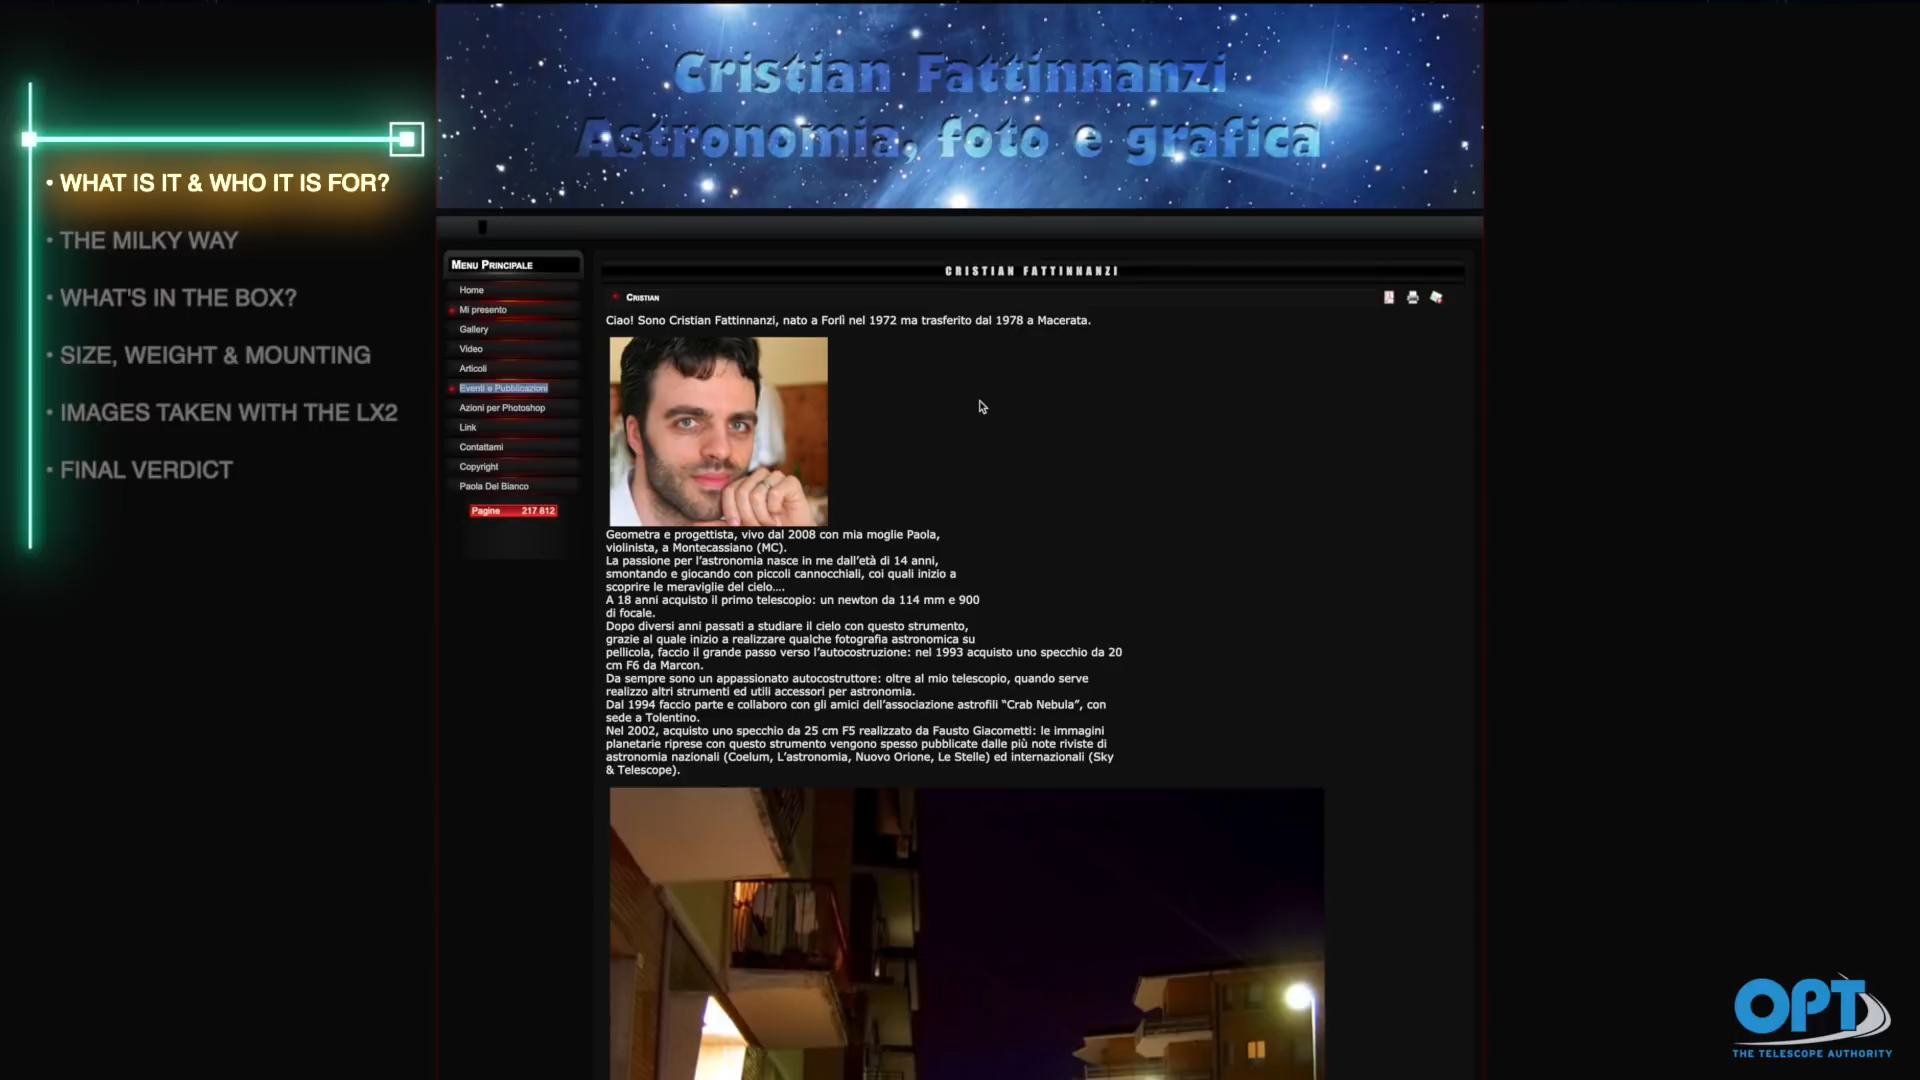 Cristian Fattinnanzi
Astronomia, foto e grafica
• WHAT IS IT & WHO IT IS FOR?
• THE MILKY WAY
• WHAT'S IN THE BOX?
• SIZE, WEIGHT & MOUNTING
• IMAGES TAKEN WITH THE LX2
• FINAL VERDICT
Menu Principale
Home
Mi presento
Gallery
Video
Articoli
Eventi e Pubblicazioni
Azioni per Photoshop
Link
Contattami
Copyright
Paola Del Bianco
Pagine 217 812
CRISTIAN FATTINNANZI
Cristian
Ciao! Sono Cristian Fattinnanzi, nato a Forlì nel 1972 ma trasferito dal 1978 a Macerata.
Geometra e progettista, vivo dal 2008 con mia moglie Paola,
violinista, a Montecassiano (MC).
La passione per l'astronomia nasce in me dall'età di 14 anni,
smontando e giocando con piccoli cannocchiali, coi quali inizio a
scoprire le meraviglie del cielo....
A 18 anni acquisto il primo telescopio: un newton da 114 mm e 900
di focale.
Dopo diversi anni passati a studiare il cielo con questo strumento,
grazie al quale inizio a realizzare qualche fotografia astronomica su
pellicola, faccio il grande passo verso l'autocostruzione: nel 1993 acquisto uno specchio da 20
cm F6 da Marcon.
Da sempre sono un appassionato autocostruttore: oltre al mio telescopio, quando serve
realizzo altri strumenti ed utili accessori per astronomia.
Dal 1994 faccio parte e collaboro con gli amici dell'associazione astrofili "Crab Nebula", con
sede a Tolentino.
Nel 2002, acquisto uno specchio da 25 cm F5 realizzato da Fausto Giacometti: le immagini
planetarie riprese con questo strumento vengono spesso pubblicate dalle più note riviste di
astronomia nazionali (Coelum, L'astronomia, Nuovo Orione, Le Stelle) ed internazionali (Sky
& Telescope).
OPT
THE TELESCOPE AUTHORITY